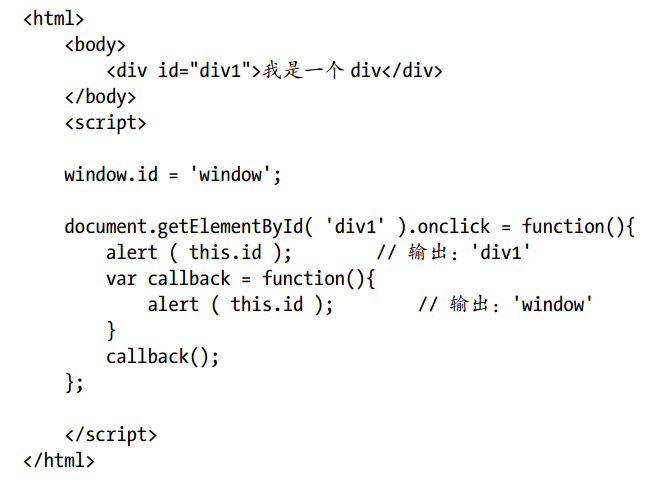 <html>
    <body>
        <div id="div1">我是一个 div</div>
    </body>
    <script>

    window.id = 'window';

    document.getElementById( 'div1' ).onclick = function(){
        alert ( this.id );        // 输出：'div1'
        var callback = function(){
            alert ( this.id );        // 输出：'window'
        }
        callback();
    };

    </script>
</html>